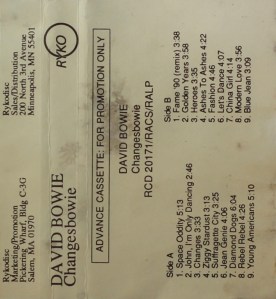 Rykodisc
Marketing/Promotion
Pickering Wharf, Bldg C-3G
Salem, MA 01970
Rykodisc
Sales/Distribution
200 North 3rd Avenue
Minneapolis, MN 55401
DAVID BOWIE
Changesbowie
RYKO
ADVANCE CASSETTE: FOR PROMOTION ONLY
DAVID BOWIE
Changesbowie
RCD 20171/RACS/RALP
Side A
1. Space Oddity 5:13
2. John, I'm Only Dancing 2:46
3. Changes 3:33
4. Ziggy Stardust 3:13
5. Suffragette City 3:25
6. Jean Genie 4:06
7. Diamond Dogs 6:04
8. Rebel Rebel 4:26
9. Young Americans 5:10
Side B
1. Fame '90 (remix) 3:38
2. Golden Years 3:58
3. Heroes 3:35
4. Ashes To Ashes 4:22
5. Fashion 4:46
6. Let's Dance 4:07
7. China Girl 4:14
8. Modern Love 3:56
9. Blue Jean 3:09